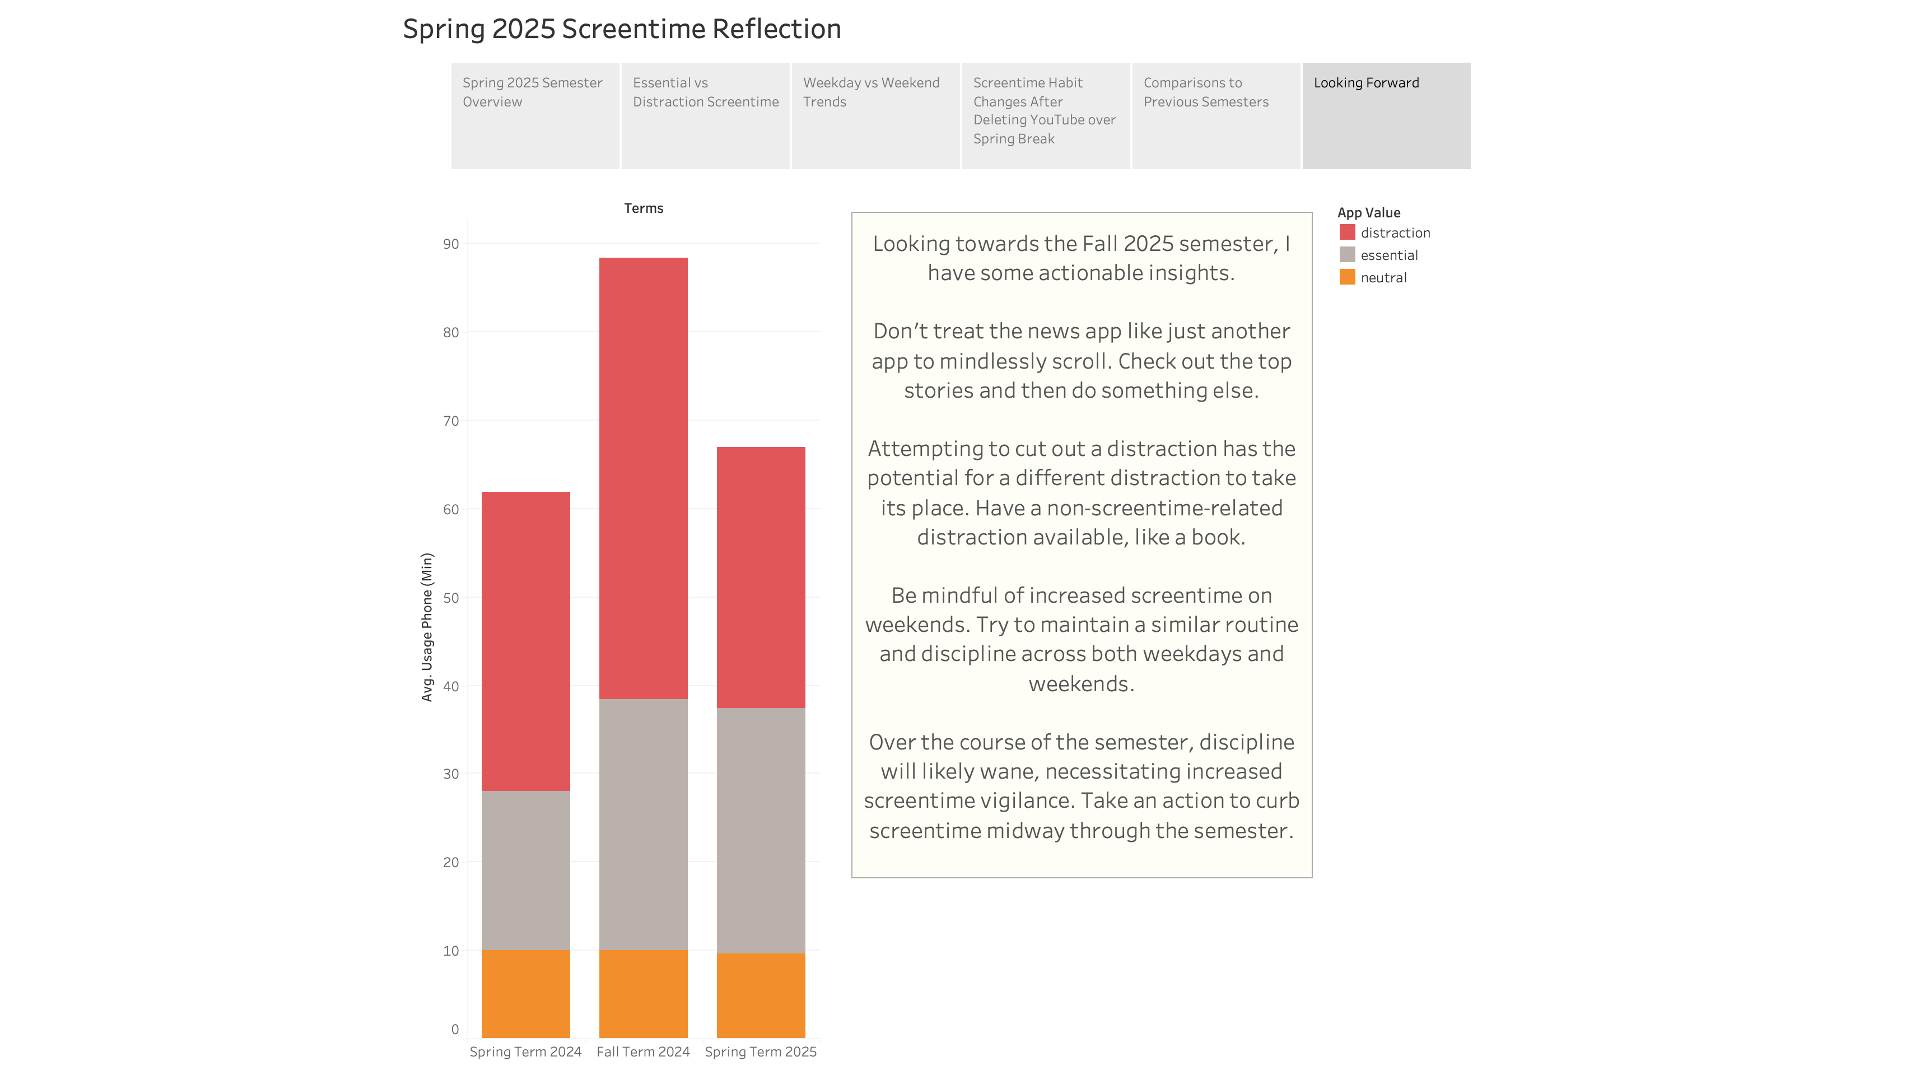 Spring 2025 Screentime Reflection
Spring 2025 Semester
Overview
Essential vs
Distraction Screentime
Weekday vs Weekend
Trends
Screentime Habit
Changes After
Deleting YouTube over
Spring Break
Comparisons to
Previous Semesters
Looking Forward
Terms
90
80
70
60
50
40
30
20
10
0
Avg. Usage Phone (Min)
Spring Term 2024
Fall Term 2024
Spring Term 2025
Looking towards the Fall 2025 semester, I
have some actionable insights.
Don’t treat the news app like just another
app to mindlessly scroll. Check out the top
stories and then do something else.
Attempting to cut out a distraction has the
potential for a different distraction to take
its place. Have a non-screentime-related
distraction available, like a book.
Be mindful of increased screentime on
weekends. Try to maintain a similar routine
and discipline across both weekdays and
weekends.
Over the course of the semester, discipline
will likely wane, necessitating increased
screentime vigilance. Take an action to curb
screentime midway through the semester.
App Value
distraction
essential
neutral